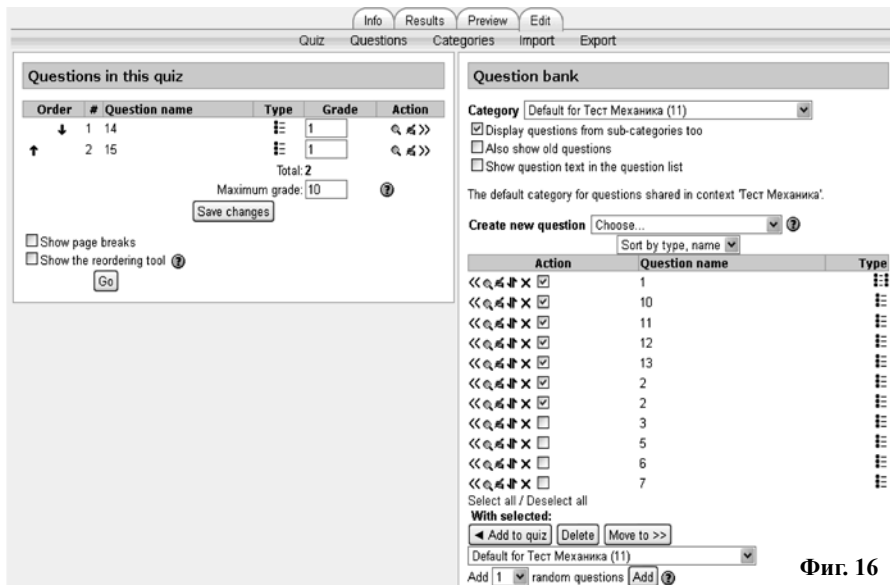 Info Results Preview Edit
Quiz Questions Categories Import Export
Questions in this quiz
Order # Question name Type Grade Action
1 14 1
2 15 1
Total: 2
Maximum grade: 10
Save changes
Show page breaks
Show the reordering tool
Go
Question bank
Category Default for Тест Механика (11)
Display questions from sub-categories too
Also show old questions
Show question text in the question list
The default category for questions shared in context 'Тест Механика'.
Create new question Choose...
Sort by type, name
Action Question name Type
1
10
11
12
13
2
2
3
5
6
7
Select all / Deselect all
With selected:
◄ Add to quiz Delete Move to >>
Default for Тест Механика (11)
Add 1 random questions Add
Фиг. 16